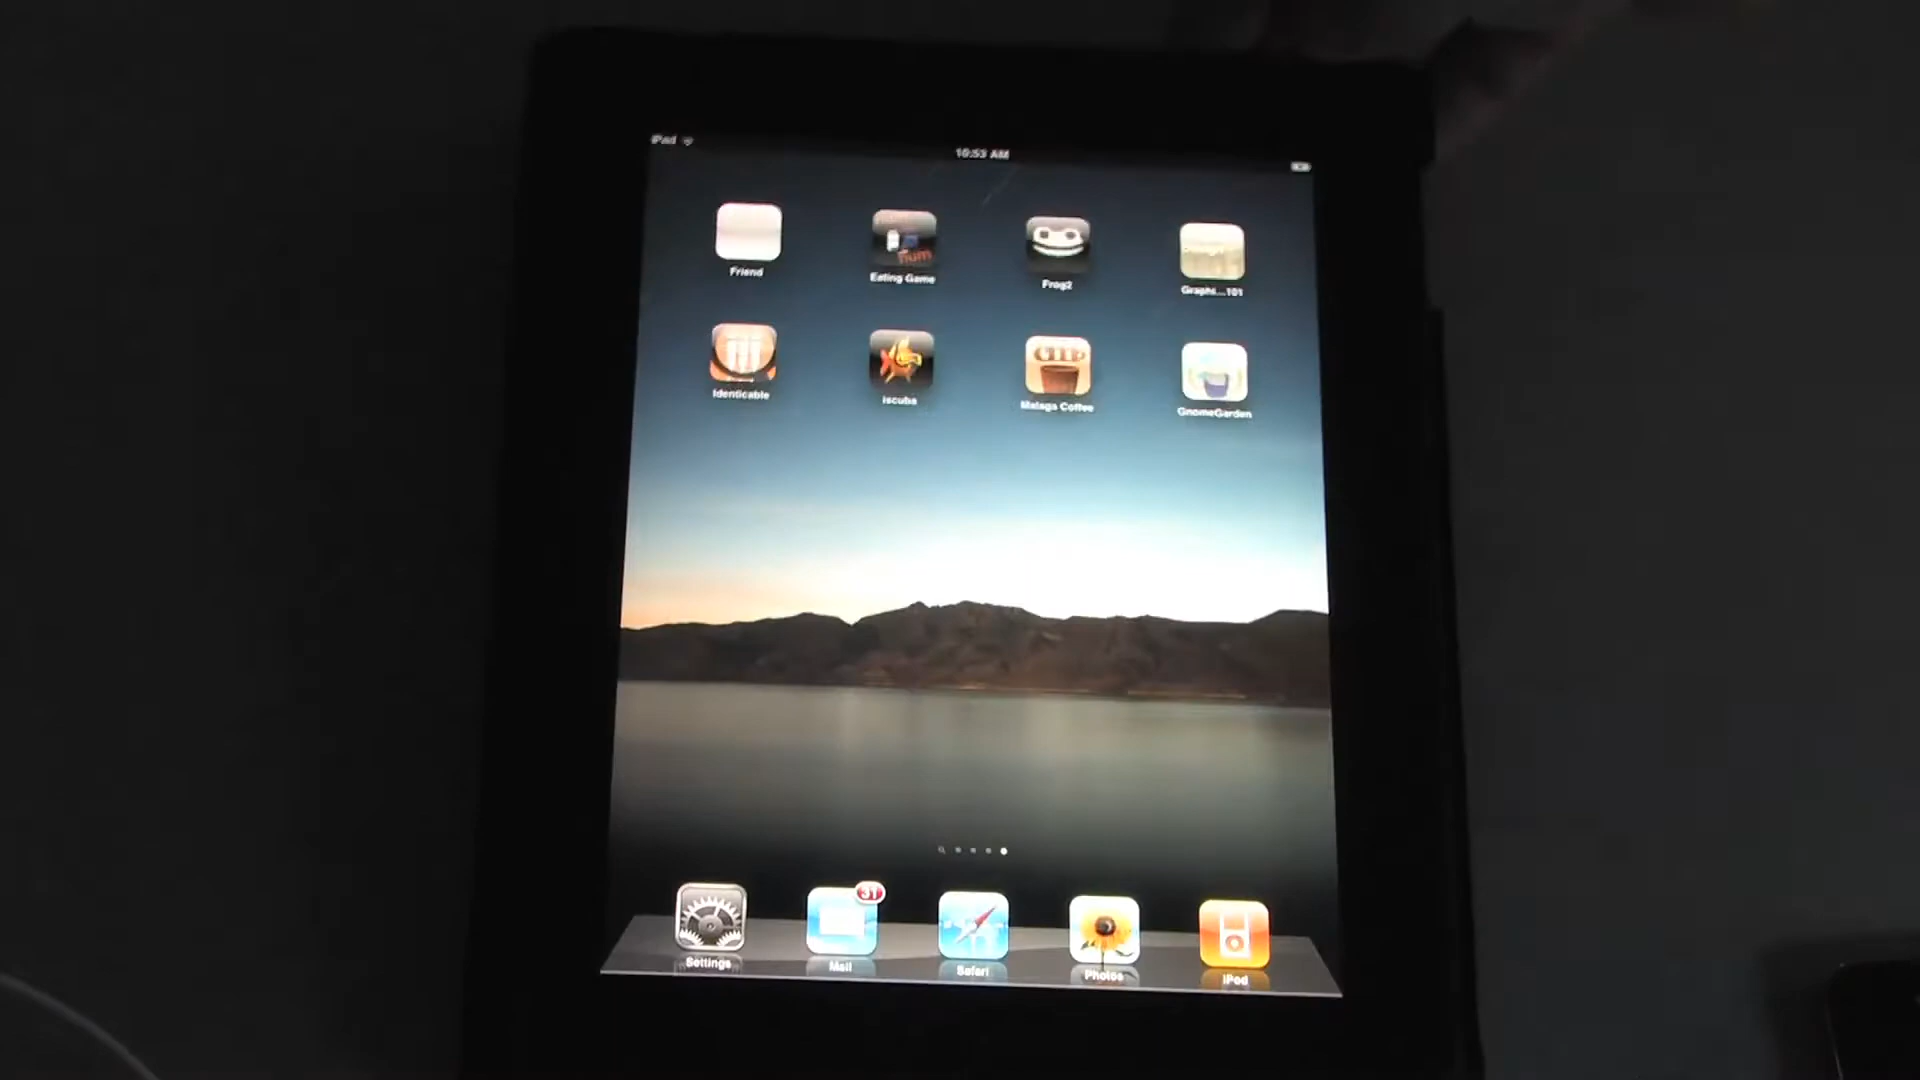 iPad
10:53 AM
num
Friend
Eating Game
Frog2
Graphi...101
Identicable
iscuba
Malaga Coffee
GnomeGarden
31
Settings
Mail
Safari
Photos
iPod